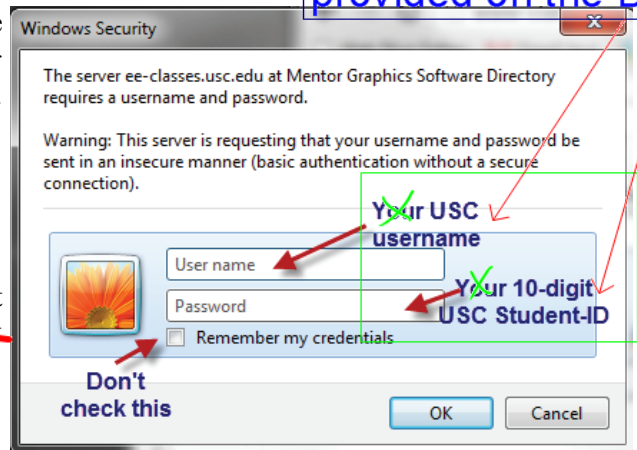 provided on the
Windows Security
The server ee-classes.usc.edu at Mentor Graphics Software Directory
requires a username and password.
Warning: This server is requesting that your username and password be
sent in an insecure manner (basic authentication without a secure
connection).
Your USC
username
User name
Your 10-digit
Password
USC Student-ID
Remember my credentials
Don't
check this
OK
Cancel